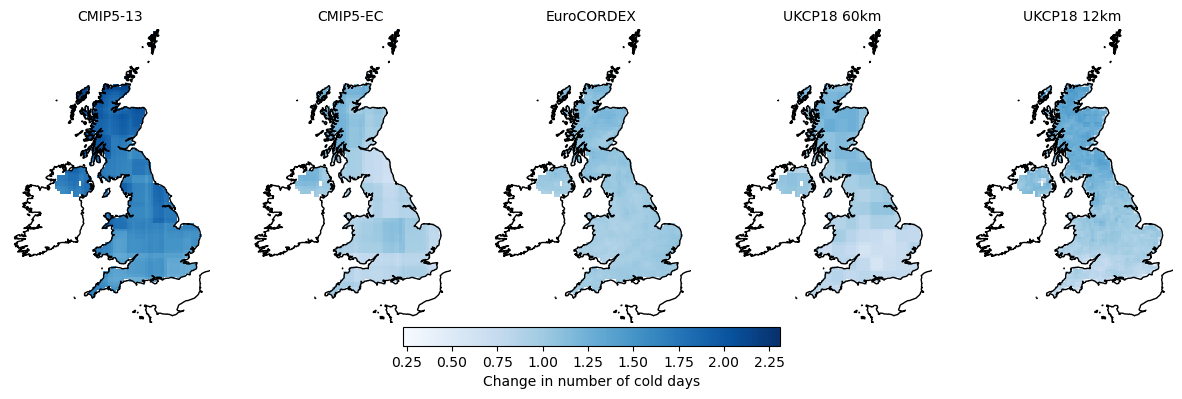 CMIP5-13 CMIP5-EC EuroCORDEX UKCP18 60km UKCP18 12km
0.25 0.50 0.75 1.00 1.25 1.50 1.75 2.00 2.25
Change in number of cold days